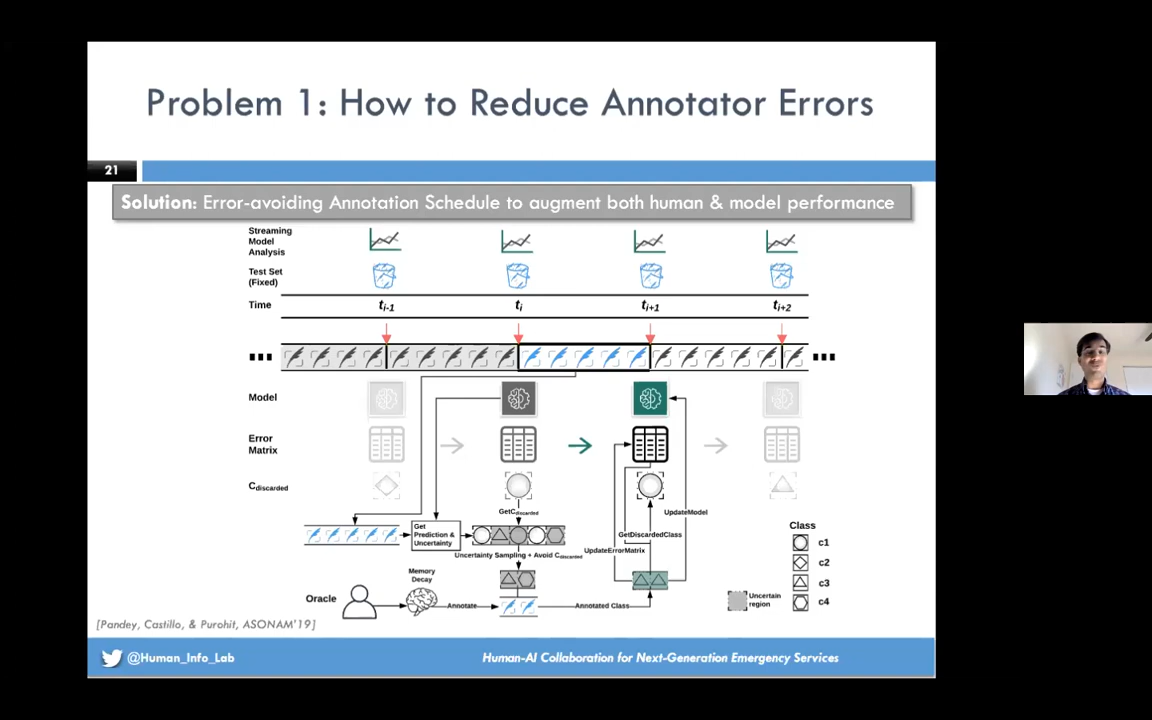 Problem 1: How to Reduce Annotator Errors
21
Solution: Error-avoiding Annotation Schedule to augment both human & model performance
Streaming
Model
Analysis
Test Set
(Fixed)
Time
ti-1
ti
ti+1
ti+2
Model
Error
Matrix
Cdiscarded
GetCdiscarded
UpdateModel
Get
Prediction &
Uncertainty
GetDiscardedClass
UpdateErrorMatrix
Uncertainty Sampling + Avoid Cdiscarded
Class
c1
c2
c3
c4
Memory
Decay
Oracle
Annotate
Annotated Class
Uncertain
region
[Pandey, Castillo, & Purohit, ASONAM'19]
@Human_Info_Lab
Human-AI Collaboration for Next-Generation Emergency Services